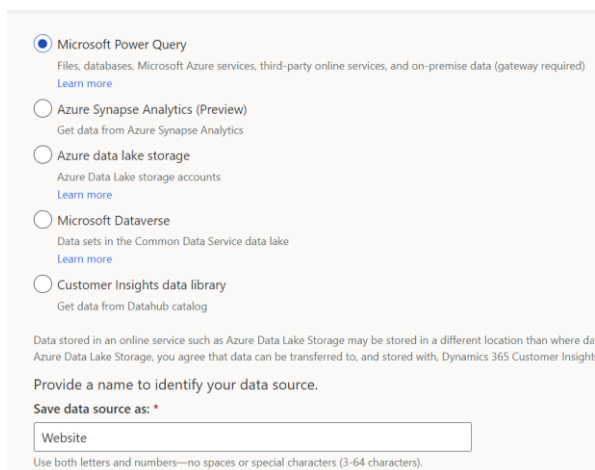 Microsoft Power Query
Files, databases, Microsoft Azure services, third-party online services, and on-premise data (gateway required)
Learn more
Azure Synapse Analytics (Preview)
Get data from Azure Synapse Analytics
Azure data lake storage
Azure Data Lake storage accounts
Learn more
Microsoft Dataverse
Data sets in the Common Data Service data lake
Learn more
Customer Insights data library
Get data from Datahub catalog
Data stored in an online service such as Azure Data Lake Storage may be stored in a different location than where da
Azure Data Lake Storage, you agree that data can be transferred to, and stored with, Dynamics 365 Customer Insight
Provide a name to identify your data source.
Save data source as: *
Website
Use both letters and numbers—no spaces or special characters (3-64 characters).